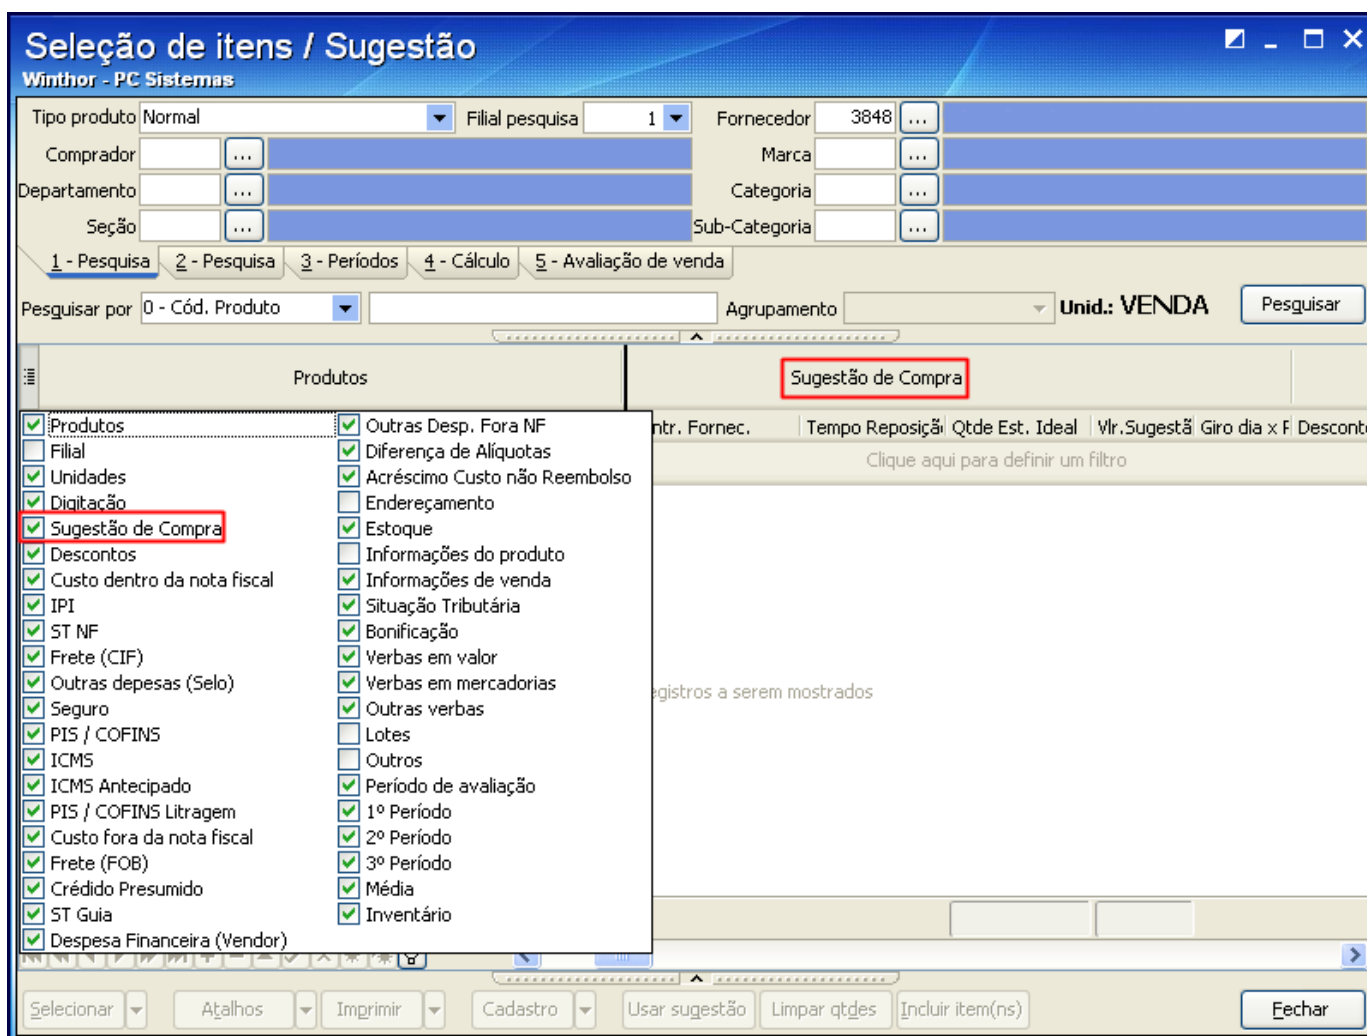 Seleção de itens / Sugestão
Winthor - PC Sistemas
Tipo produto Normal Filial pesquisa 1 Fornecedor 3848 ...
Comprador ... Marca ...
Departamento ... Categoria ...
Seção ... Sub-Categoria ...
1 - Pesquisa 2 - Pesquisa 3 - Períodos 4 - Cálculo 5 - Avaliação de venda
Pesquisar por 0 - Cód. Produto Agrupamento Unid.: VENDA Pesquisar
Produtos Sugestão de Compra
ntr. Fornec. Tempo Reposiçã Qtde Est. Ideal Vlr.Sugestã Giro dia x Descont
Clique aqui para definir um filtro
Produtos
Filial
Unidades
Digitação
Sugestão de Compra
Descontos
Custo dentro da nota fiscal
IPI
ST NF
Frete (CIF)
Outras depesas (Selo)
Seguro
PIS / COFINS
ICMS
ICMS Antecipado
PIS / COFINS Litragem
Custo fora da nota fiscal
Frete (FOB)
Crédido Presumido
ST Guia
Despesa Financeira (Vendor)
Outras Desp. Fora NF
Diferença de Alíquotas
Acréscimo Custo não Reembolso
Endereçamento
Estoque
Informações do produto
Informações de venda
Situação Tributária
Bonificação
Verbas em valor
Verbas em mercadorias
Outras verbas
Lotes
Outros
Período de avaliação
1º Período
2º Período
3º Período
Média
Inventário
egistros a serem mostrados
Selecionar Atalhos Imprimir Cadastro Usar sugestão Limpar qtdes Incluir item(ns) Fechar